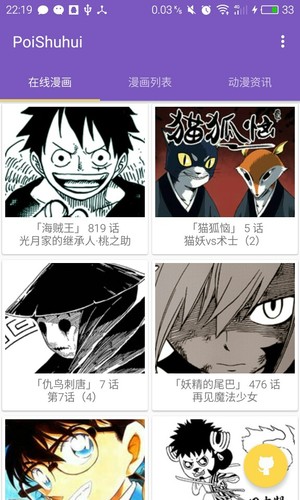 22:19
0.03 ⅘ 33
PoiShuhui
在线漫画
漫画列表
动漫资讯
猫狐恼
「海贼王」 819 话
光月家的继承人·桃之助
「猫狐恼」 5 话
猫妖vs术士（2）
「仇鸟刺唐」 7 话
第7话（4）
「妖精的尾巴」 476 话
再见魔法少女